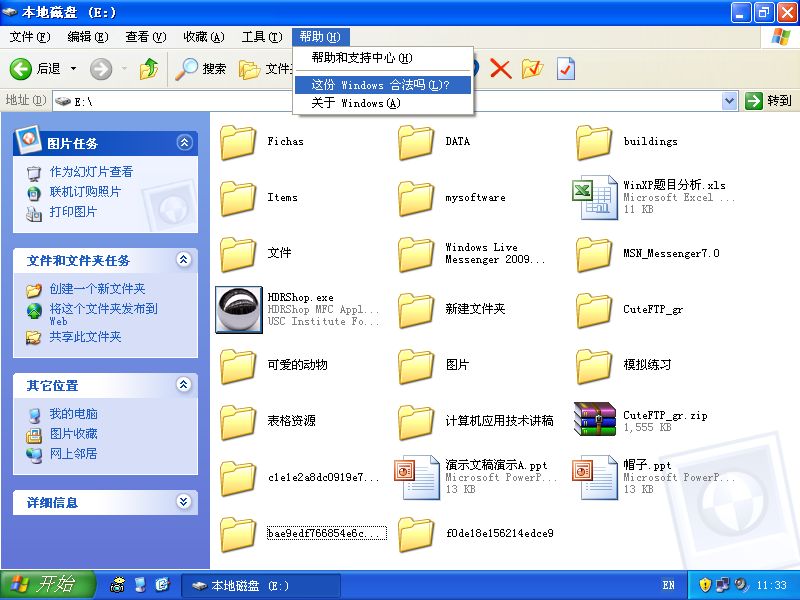 本地磁盘 (E:)
文件(F) 编辑(E) 查看(V) 收藏(A) 工具(T) 帮助(H)
帮助和支持中心(H)
这份 Windows 合法吗(L)?
关于 Windows(A)
后退 搜索 文件
地址(D) E:\ 转到
图片任务
作为幻灯片查看
联机订购照片
打印图片
文件和文件夹任务
创建一个新文件夹
将这个文件夹发布到
Web
共享此文件夹
其它位置
我的电脑
图片收藏
网上邻居
详细信息
Fichas
DATA
buildings
Items
mysoftware
WinXP题目分析.xls
Microsoft Excel ...
11 KB
文件
Windows Live
Messenger 2009...
MSN_Messenger7.0
HDRShop.exe
HDRShop MFC Appl...
USC Institute Fo...
新建文件夹
CuteFTP_gr
可爱的动物
图片
模拟练习
表格资源
计算机应用技术讲稿
CuteFTP_gr.zip
1,555 KB
c1e1e2a8dc0919e7...
演示文稿演示A.ppt
Microsoft PowerP...
13 KB
帽子.ppt
Microsoft PowerP...
13 KB
bae9edf766854e6c...
f0de18e156214edce9
开始 本地磁盘 (E:) EN 11:33